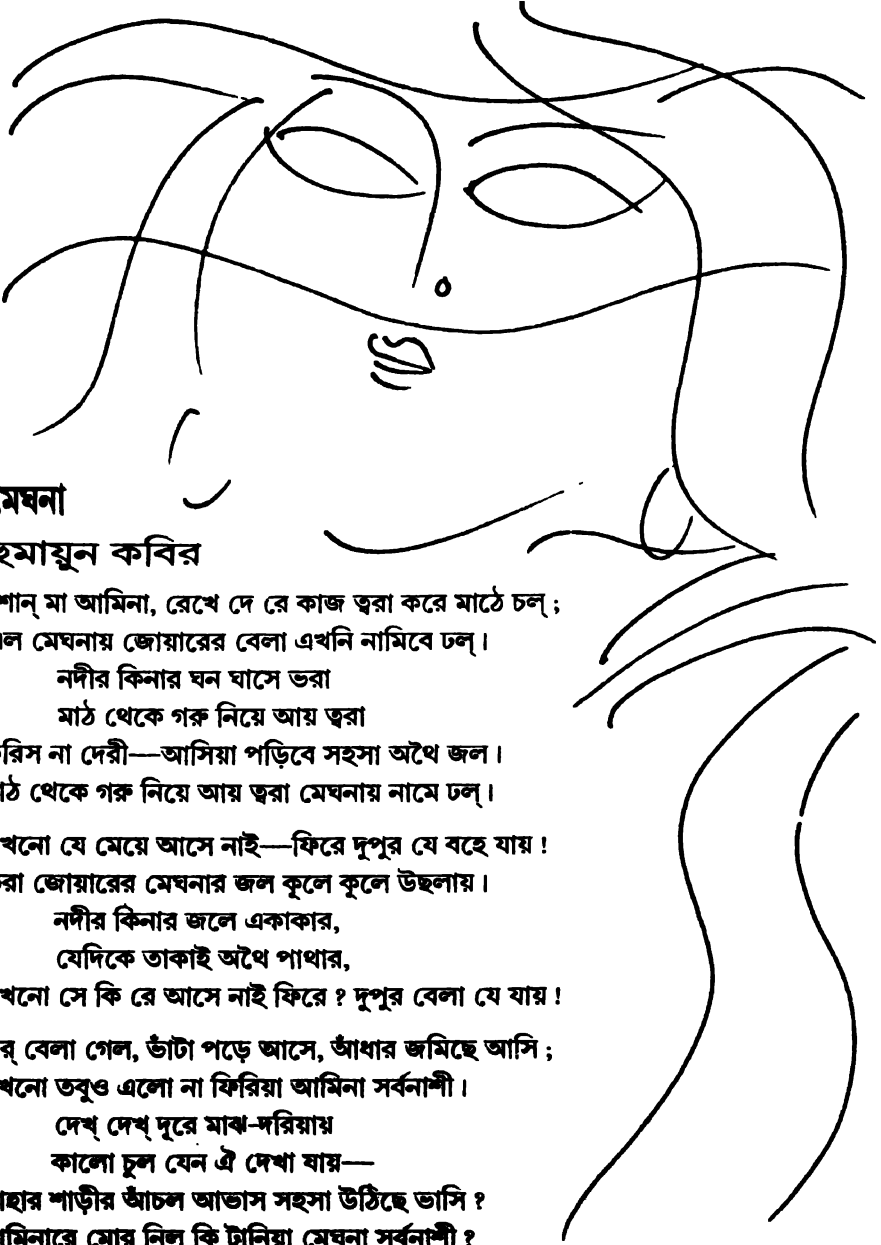 মেঘনা
হুমায়ুন কবির
শোন্ মা আমিনা, রেখে দে রে কাজ ত্বরা করে মাঠে চল্ ;
এল মেঘনায় জোয়ারের বেলা এখনি নামিবে ঢল্ ।
নদীর কিনার ঘন ঘাসে ভরা
মাঠ থেকে গরু নিয়ে আয় ত্বরা
করিস না দেরী—আসিয়া পড়িবে সহসা অথৈ জল ।
মাঠ থেকে গরু নিয়ে আয় ত্বরা মেঘনায় নামে ঢল্ ।
এখনো যে মেয়ে আসে নাই—ফিরে দুপুর যে বহে যায় !
ভরা জোয়ারের মেঘনার জল কূলে কূলে উছলায় ।
নদীর কিনার জলে একাকার,
যেদিকে তাকাই অথৈ পাথার,
এখনো সে কি রে আসে নাই ফিরে ? দুপুর বেলা যে যায় !
বেলা গেল, ভাঁটা পড়ে আসে, আঁধার জমিছে আসি ;
এখনো তবুও এলো না ফিরিয়া আমিনা সর্বনাশী ।
দেখ্ দেখ্ দূরে মাঝ-দরিয়ায়
কালো চুল যেন ঐ দেখা যায়—
শাড়ীর আঁচল আভাস সহসা উঠিছে ভাসি ?
আমিনারে মোর নিল কি টানিয়া মেঘনা সর্বনাশী ?